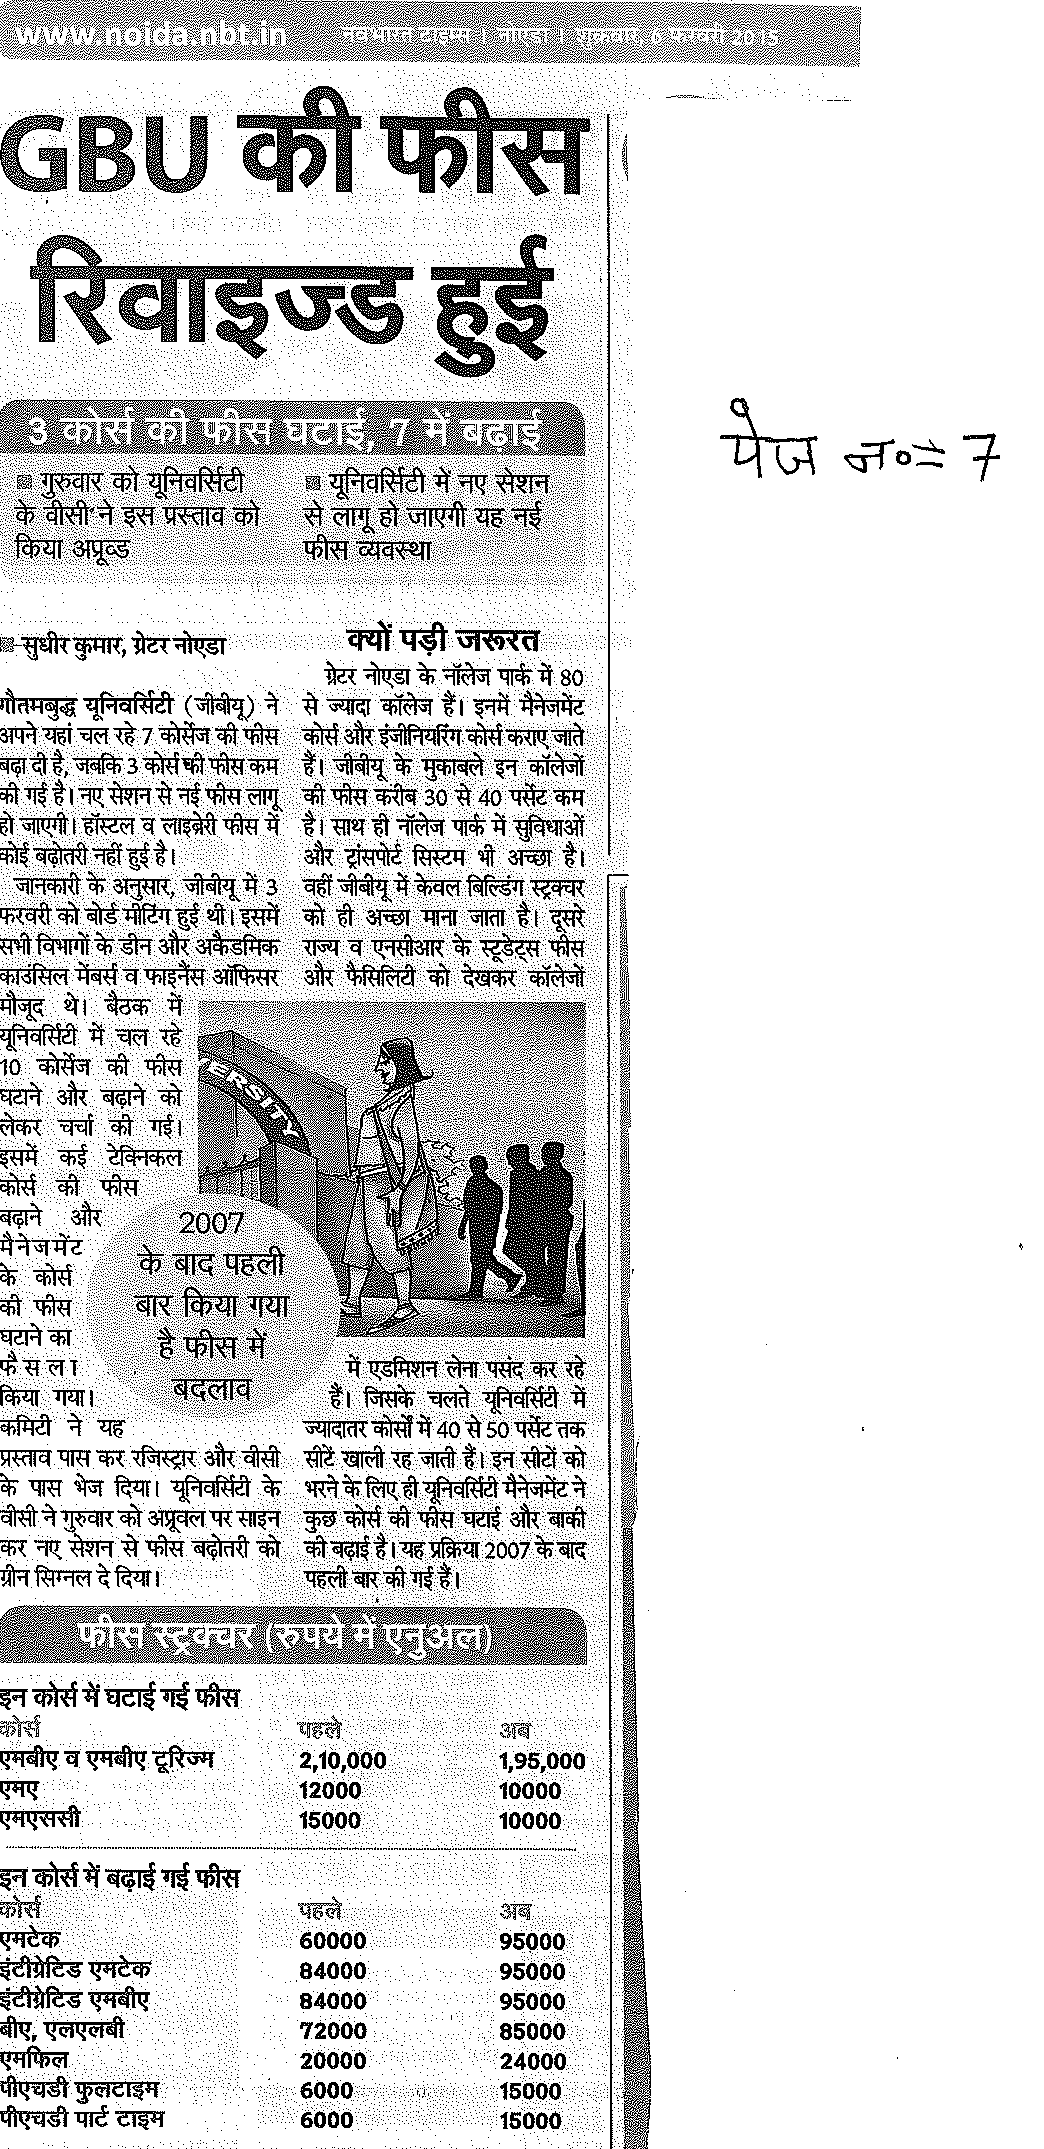 www.noida.nbt.in नवभारत टाइम्स | नोएडा | शुक्रवार 6 फरवरी 2015
GBU की फीस
रिवाइज्ड हुई
3 कोर्स की फीस घटाई, 7 में बढ़ाई
गुरुवार को यूनिवर्सिटी
के वीसी ने इस प्रस्ताव को
किया अप्रूव्ड
यूनिवर्सिटी में नए सेशन
से लागू हो जाएगी यह नई
फीस व्यवस्था
पेज न०= 7
सुधीर कुमार, ग्रेटर नोएडा
गौतमबुद्ध यूनिवर्सिटी (जीबीयू) ने
अपने यहां चल रहे 7 कोर्सेज की फीस
बढ़ा दी है, जबकि 3 कोर्स की फीस कम
की गई है। नए सेशन से नई फीस लागू
हो जाएगी। हॉस्टल व लाइब्रेरी फीस में
कोई बढ़ोतरी नहीं हुई है।
जानकारी के अनुसार, जीबीयू में 3
फरवरी को बोर्ड मीटिंग हुई थी। इसमें
सभी विभागों के डीन और अकैडमिक
काउंसिल मेंबर्स व फाइनैंस ऑफिसर
मौजूद थे। बैठक में
यूनिवर्सिटी में चल रहे
10 कोर्सेज की फीस
घटाने और बढ़ाने को
लेकर चर्चा की गई।
इसमें कई टेक्निकल
कोर्स की फीस
बढ़ाने और
मैनेजमेंट
के कोर्स
की फीस
घटाने का
फैसला
किया गया।
कमिटी ने यह
प्रस्ताव पास कर रजिस्ट्रार और वीसी
के पास भेज दिया। यूनिवर्सिटी के
वीसी ने गुरुवार को अप्रूवल पर साइन
कर नए सेशन से फीस बढ़ोतरी को
ग्रीन सिग्नल दे दिया।
क्यों पड़ी जरूरत
ग्रेटर नोएडा के नॉलेज पार्क में 80
से ज्यादा कॉलेज हैं। इनमें मैनेजमेंट
कोर्स और इंजीनियरिंग कोर्स कराए जाते
हैं। जीबीयू के मुकाबले इन कॉलेजों
की फीस करीब 30 से 40 पर्सेंट कम
है। साथ ही नॉलेज पार्क में सुविधाओं
और ट्रांसपोर्ट सिस्टम भी अच्छा है।
वहीं जीबीयू में केवल बिल्डिंग स्ट्रक्चर
को ही अच्छा माना जाता है। दूसरे
राज्य व एनसीआर के स्टूडेंट्स फीस
और फैसिलिटी को देखकर कॉलेजों
ERSITY
2007
के बाद पहली
बार किया गया
है फीस में
बदलाव
में एडमिशन लेना पसंद कर रहे
हैं। जिसके चलते यूनिवर्सिटी में
ज्यादातर कोर्सों में 40 से 50 पर्सेंट तक
सीटें खाली रह जाती हैं। इन सीटों को
भरने के लिए ही यूनिवर्सिटी मैनेजमेंट ने
कुछ कोर्स की फीस घटाई और बाकी
की बढ़ाई है। यह प्रक्रिया 2007 के बाद
पहली बार की गई है।
फीस स्ट्रक्चर (रुपये में एनुअल)
इन कोर्स में घटाई गई फीस
कोर्स पहले अब
एमबीए व एमबीए टूरिज्म 2,10,000 1,95,000
एमए 12000 10000
एमएससी 15000 10000
इन कोर्स में बढ़ाई गई फीस
कोर्स पहले अब
एमटेक 60000 95000
इंटीग्रेटिड एमटेक 84000 95000
इंटीग्रेटिड एमबीए 84000 95000
बीए, एलएलबी 72000 85000
एमफिल 20000 24000
पीएचडी फुलटाइम 6000 15000
पीएचडी पार्ट टाइम 6000 15000